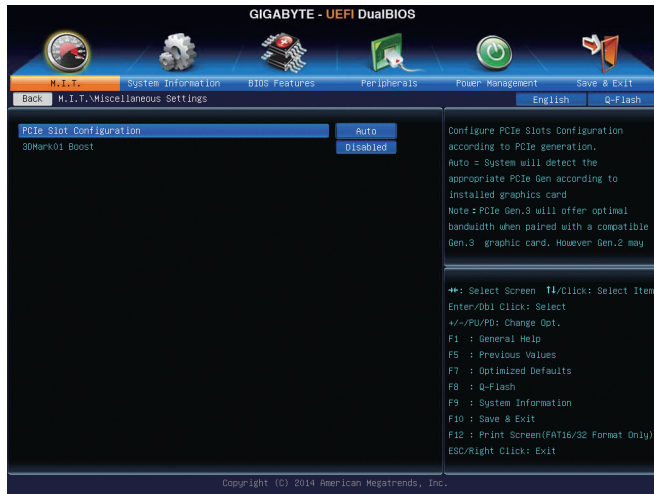 GIGABYTE - UEFI DualBIOS
M.I.T. System Information BIOS Features Peripherals Power Management Save & Exit
Back M.I.T.\Miscellaneous Settings English Q-Flash
PCIe Slot Configuration Auto
3DMark01 Boost Disabled
Configure PCIe Slots Configuration
according to PCIe generation.
Auto = System will detect the
appropriate PCIe Gen according to
installed graphics card
Note：PCIe Gen.3 will offer optimal
bandwidth when paired with a compatible
Gen.3 graphic card. However Gen.2 may
→←: Select Screen ↑↓/Click: Select Item
Enter/Dbl Click: Select
+/-/PU/PD: Change Opt.
F1 : General Help
F5 : Previous Values
F7 : Optimized Defaults
F8 : Q-Flash
F9 : System Information
F10 : Save & Exit
F12 : Print Screen(FAT16/32 Format Only)
ESC/Right Click: Exit
Copyright (C) 2014 American Megatrends, Inc.